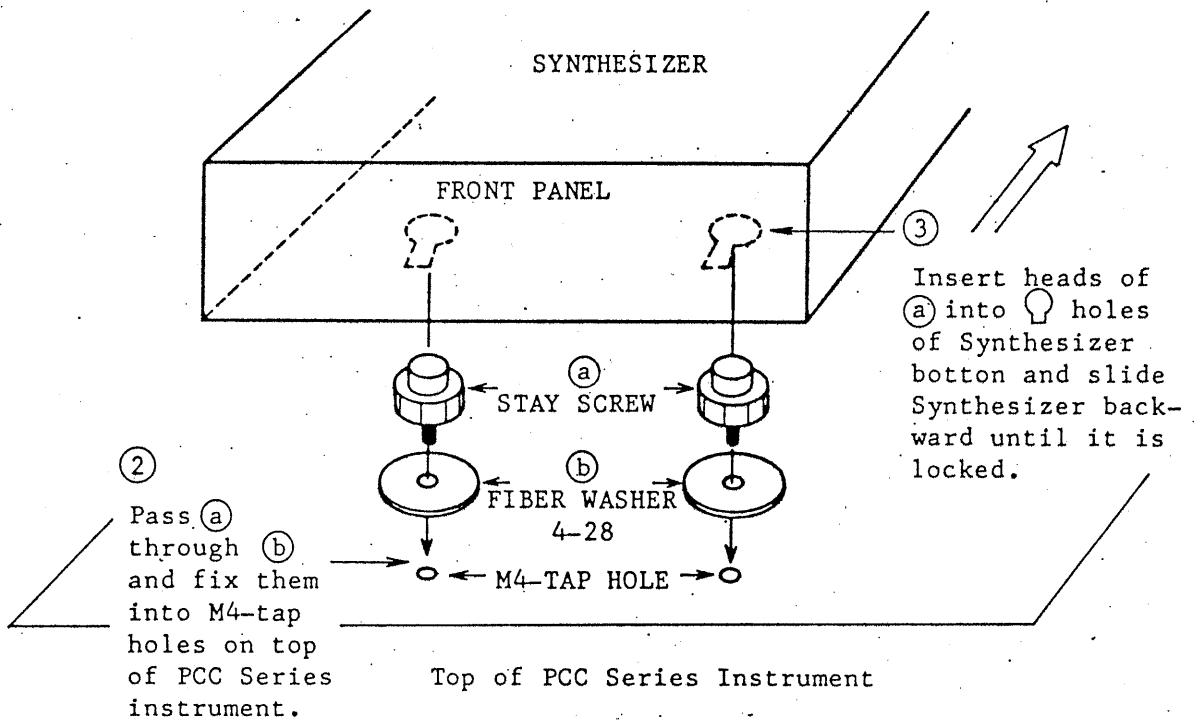 SYNTHESIZER
FRONT PANEL
③
Insert heads of
ⓐ into holes
of Synthesizer
botton and slide
Synthesizer back-
ward until it is
locked.
ⓐ
STAY SCREW
ⓑ
FIBER WASHER
4-28
M4-TAP HOLE
②
Pass ⓐ
through ⓑ
and fix them
into M4-tap
holes on top
of PCC Series
instrument.
Top of PCC Series Instrument